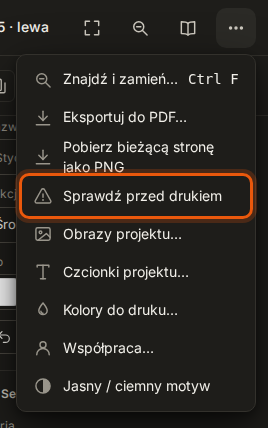 5 · lewa
Znajdź i zamień... Ctrl F
Eksportuj do PDF...
Pobierz bieżącą stronę
jako PNG
Sprawdź przed drukiem
Obrazy projektu...
Czcionki projektu...
Kolory do druku...
Współpraca...
Jasny / ciemny motyw